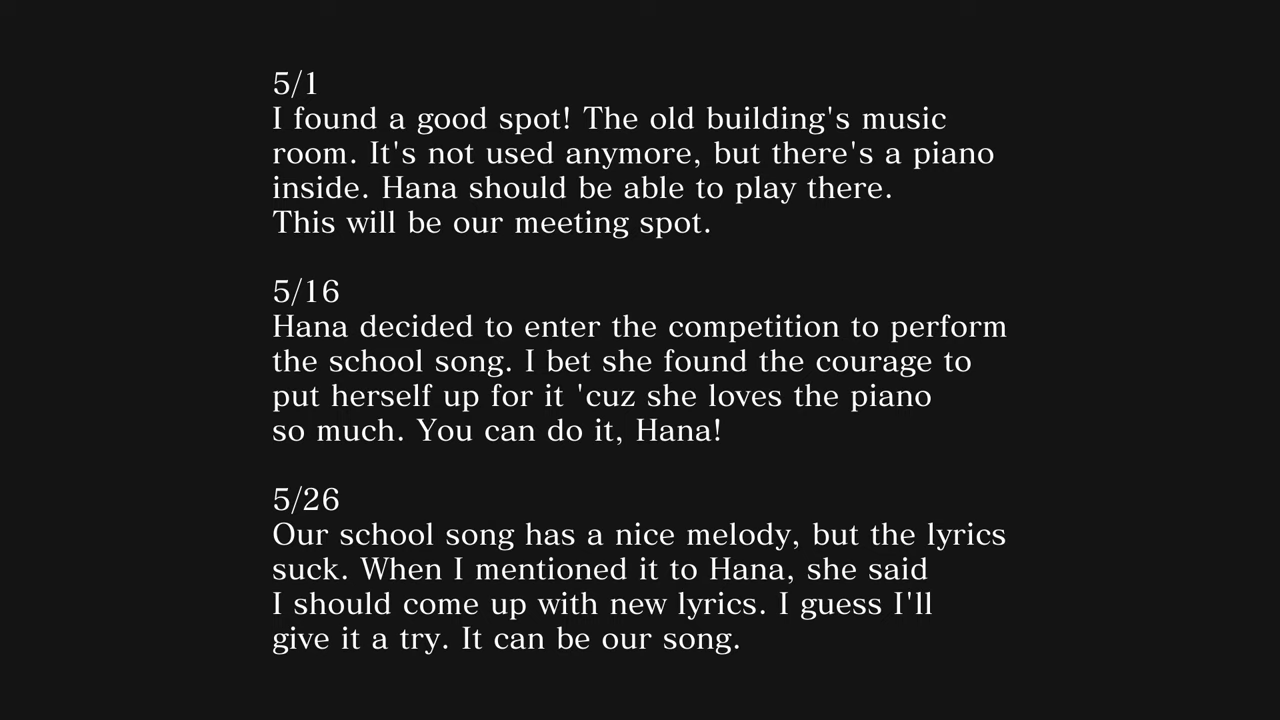 5/1
I found a good spot! The old building's music
room. It's not used anymore, but there's a piano
inside. Hana should be able to play there.
This will be our meeting spot.
5/16
Hana decided to enter the competition to perform
the school song. I bet she found the courage to
put herself up for it 'cuz she loves the piano
so much. You can do it, Hana!
5/26
Our school song has a nice melody, but the lyrics
suck. When I mentioned it to Hana, she said
I should come up with new lyrics. I guess I'll
give it a try. It can be our song.